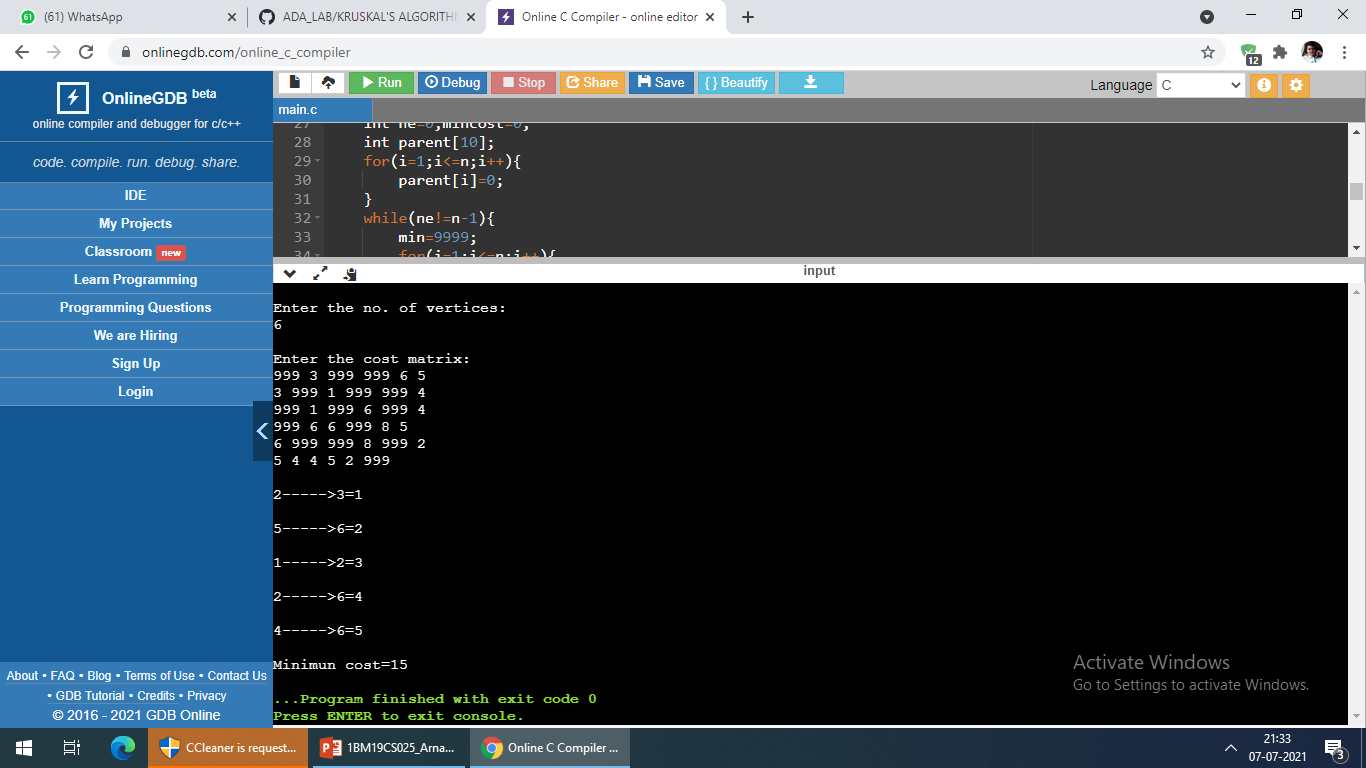 (61) WhatsApp
ADA_LAB/KRUSKAL'S ALGORITH
Online C Compiler - online editor
onlinegdb.com/online_c_compiler
12
OnlineGDB beta
online compiler and debugger for c/c++
code. compile. run. debug. share.
IDE
My Projects
Classroom new
Learn Programming
Programming Questions
We are Hiring
Sign Up
Login
About • FAQ • Blog • Terms of Use • Contact Us
• GDB Tutorial • Credits • Privacy
© 2016 - 2021 GDB Online
Run Debug Stop Share Save { } Beautify
Language C
main.c
27 int ne=0,mincost=0;
28 int parent[10];
29 for(i=1;i<=n;i++){
30 parent[i]=0;
31 }
32 while(ne!=n-1){
33 min=9999;
34 for(i=1;i<=n;i++){
input
Enter the no. of vertices:
6
Enter the cost matrix:
999 3 999 999 6 5
3 999 1 999 999 4
999 1 999 6 999 4
999 6 6 999 8 5
6 999 999 8 999 2
5 4 4 5 2 999
2----->3=1
5----->6=2
1----->2=3
2----->6=4
4----->6=5
Minimun cost=15
...Program finished with exit code 0
Press ENTER to exit console.
Activate Windows
Go to Settings to activate Windows.
CCleaner is request...
1BM19CS025_Arna...
Online C Compiler ...
21:33
07-07-2021
3